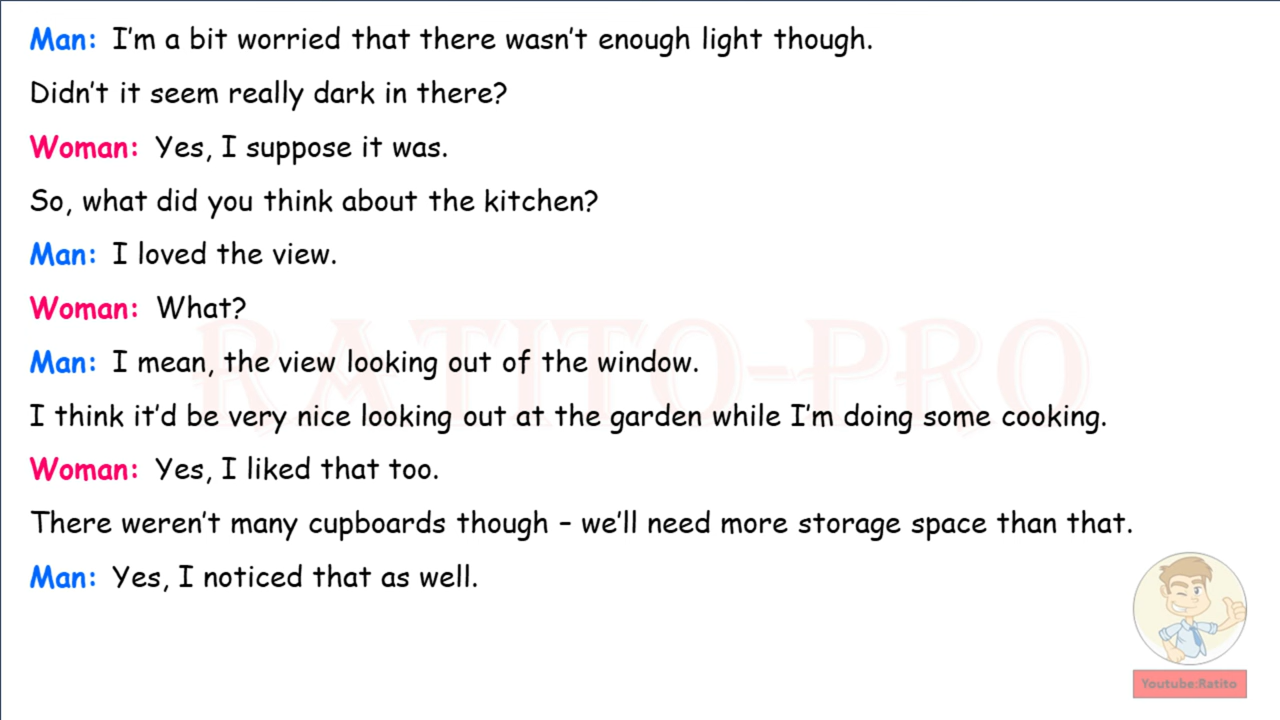 Man: I'm a bit worried that there wasn't enough light though.
Didn't it seem really dark in there?
Woman: Yes, I suppose it was.
So, what did you think about the kitchen?
Man: I loved the view.
Woman: What?
RATITO-PRO
Man: I mean, the view looking out of the window.
I think it'd be very nice looking out at the garden while I'm doing some cooking.
Woman: Yes, I liked that too.
There weren't many cupboards though – we'll need more storage space than that.
Man: Yes, I noticed that as well.
Youtube:Ratito